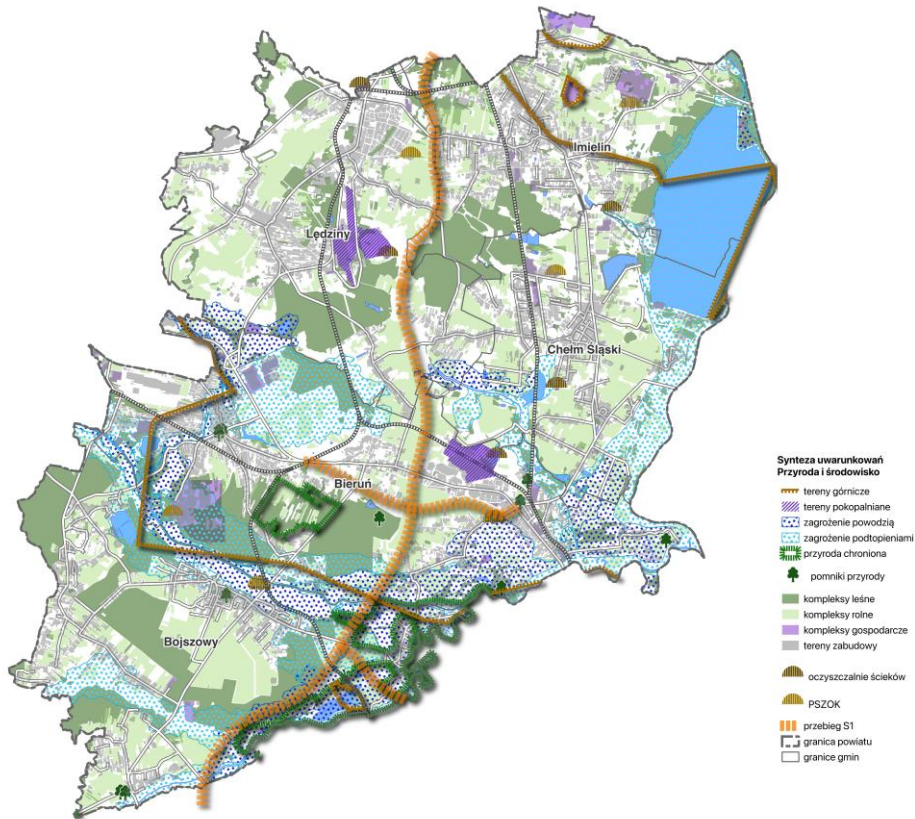 Imielin
Lędziny
Chełm Śląski
Bieruń
Bojszowy
Synteza uwarunkowań
Przyroda i środowisko
tereny górnicze
tereny pokopalniane
zagrożenie powodzią
zagrożenie podtopieniami
przyroda chroniona
pomniki przyrody
kompleksy leśne
kompleksy rolne
kompleksy gospodarcze
tereny zabudowy
oczyszczalnie ścieków
PSZOK
przebieg S1
granica powiatu
granice gmin